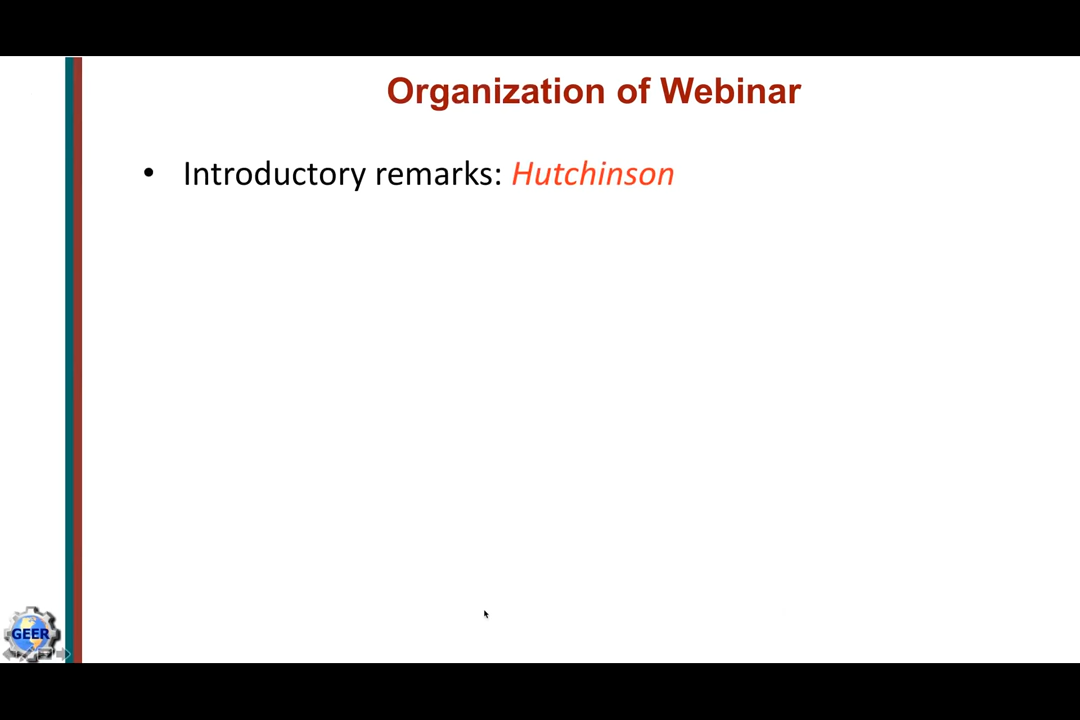 Organization of Webinar
• Introductory remarks: Hutchinson
GEER